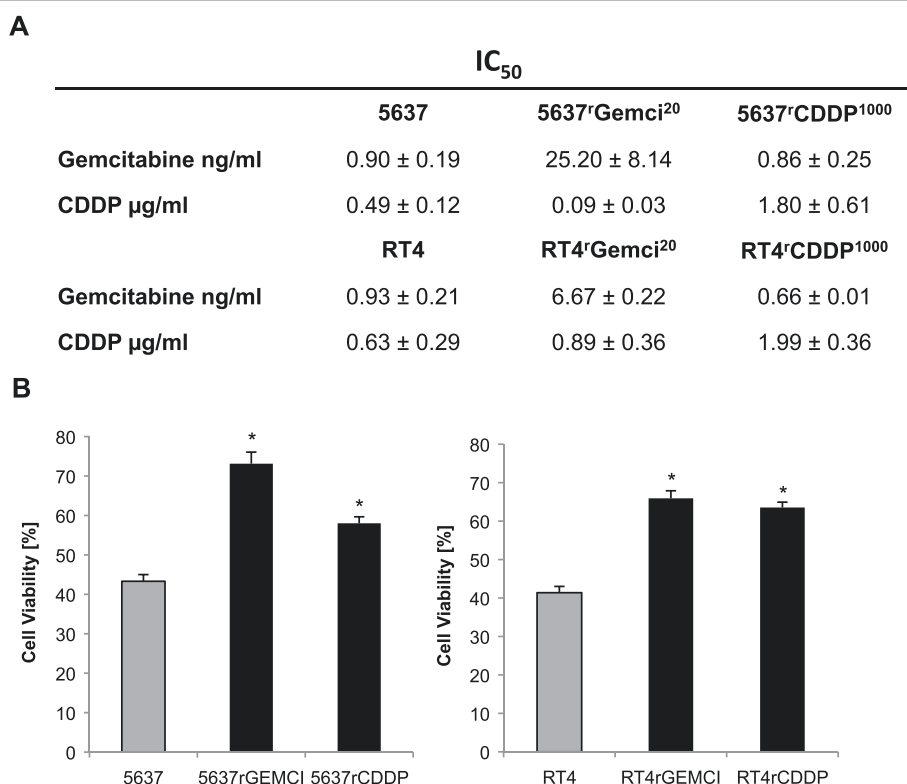 A
IC50
5637 5637rGemci20 5637rCDDP1000
Gemcitabine ng/ml 0.90 ± 0.19 25.20 ± 8.14 0.86 ± 0.25
CDDP µg/ml 0.49 ± 0.12 0.09 ± 0.03 1.80 ± 0.61
RT4 RT4rGemci20 RT4rCDDP1000
Gemcitabine ng/ml 0.93 ± 0.21 6.67 ± 0.22 0.66 ± 0.01
CDDP µg/ml 0.63 ± 0.29 0.89 ± 0.36 1.99 ± 0.36
B
Cell Viability [%]
80
70
60
50
40
30
20
10
0
*
*
5637 5637rGEMCI 5637rCDDP
Cell Viability [%]
80
70
60
50
40
30
20
10
0
*
*
RT4 RT4rGEMCI RT4rCDDP